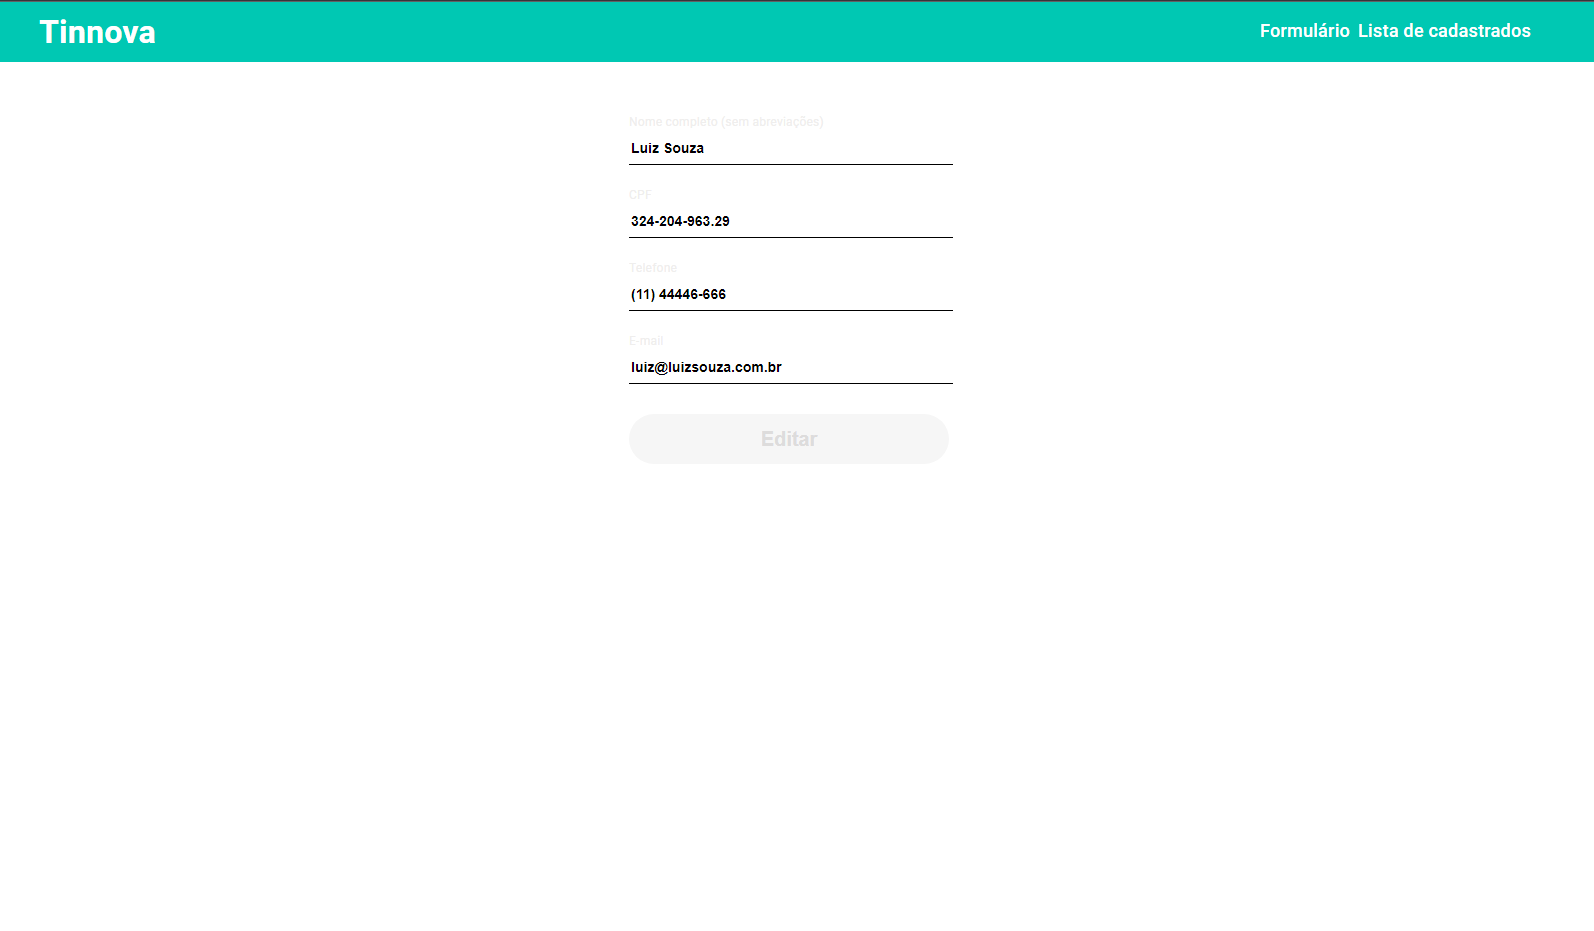 Tinnova
Formulário Lista de cadastrados
Nome completo (sem abreviações)
Luiz Souza
CPF
324-204-963.29
Telefone
(11) 44446-666
E-mail
luiz@luizsouza.com.br
Editar